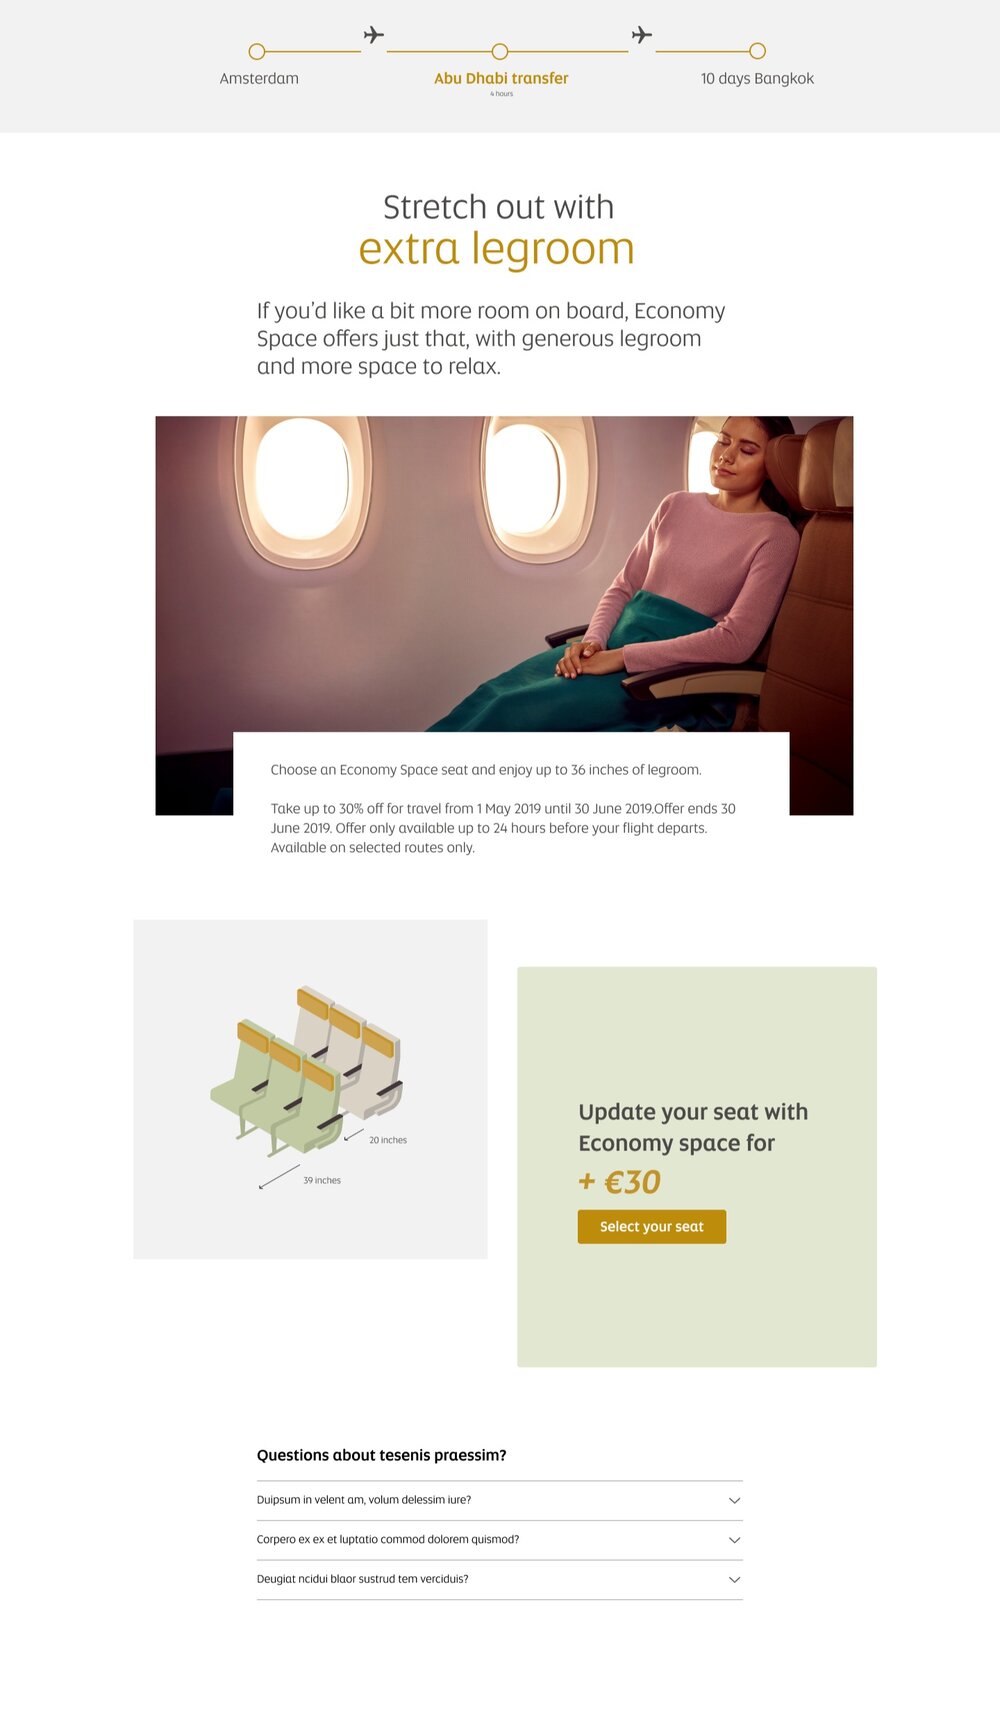 Amsterdam
Abu Dhabi transfer
4 hours
10 days Bangkok
Stretch out with
extra legroom
If you'd like a bit more room on board, Economy
Space offers just that, with generous legroom
and more space to relax.
Choose an Economy Space seat and enjoy up to 36 inches of legroom.
Take up to 30% off for travel from 1 May 2019 until 30 June 2019.Offer ends 30
June 2019. Offer only available up to 24 hours before your flight departs.
Available on selected routes only.
20 inches
39 inches
Update your seat with
Economy space for
+ €30
Select your seat
Questions about tesenis praessim?
Duipsum in velent am, volum delessim iure?
Corpero ex ex et luptatio commod dolorem quismod?
Deugiat ncidui blaor sustrud tem verciduis?